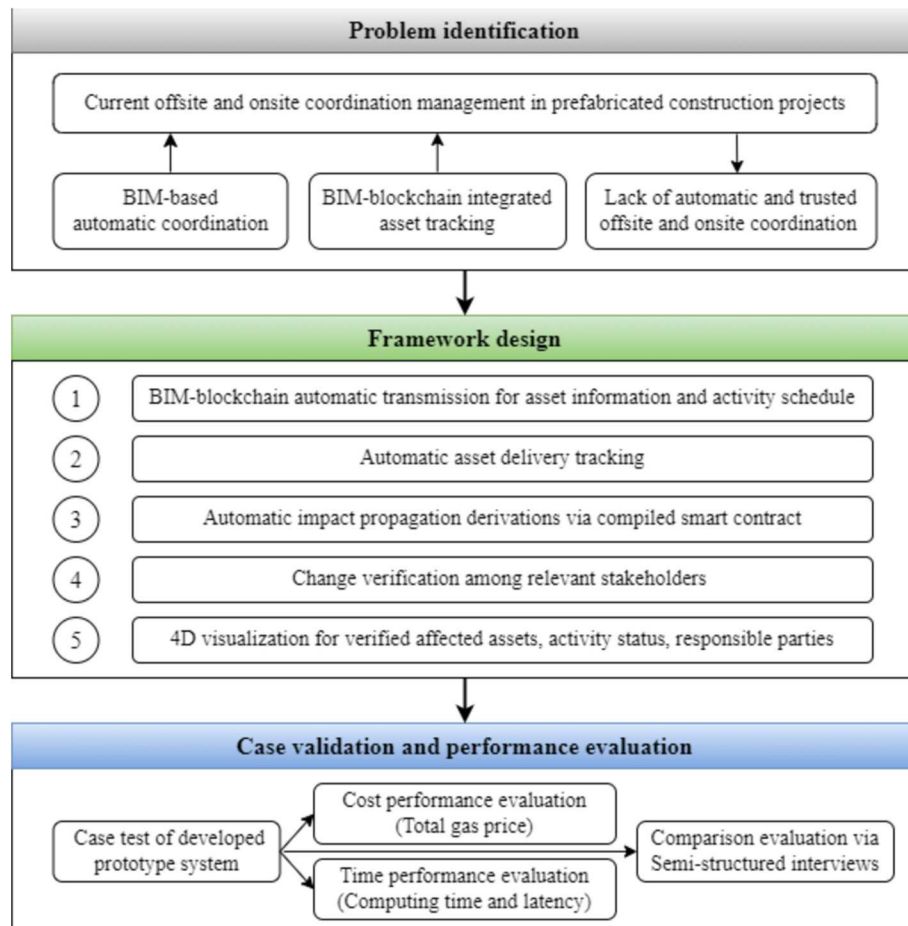 Problem identification
Current offsite and onsite coordination management in prefabricated construction projects
BIM-based
automatic coordination
BIM-blockchain integrated
asset tracking
Lack of automatic and trusted
offsite and onsite coordination
Framework design
1
BIM-blockchain automatic transmission for asset information and activity schedule
2
Automatic asset delivery tracking
3
Automatic impact propagation derivations via compiled smart contract
4
Change verification among relevant stakeholders
5
4D visualization for verified affected assets, activity status, responsible parties
Case validation and performance evaluation
Case test of developed
prototype system
Cost performance evaluation
(Total gas price)
Time performance evaluation
(Computing time and latency)
Comparison evaluation via
Semi-structured interviews